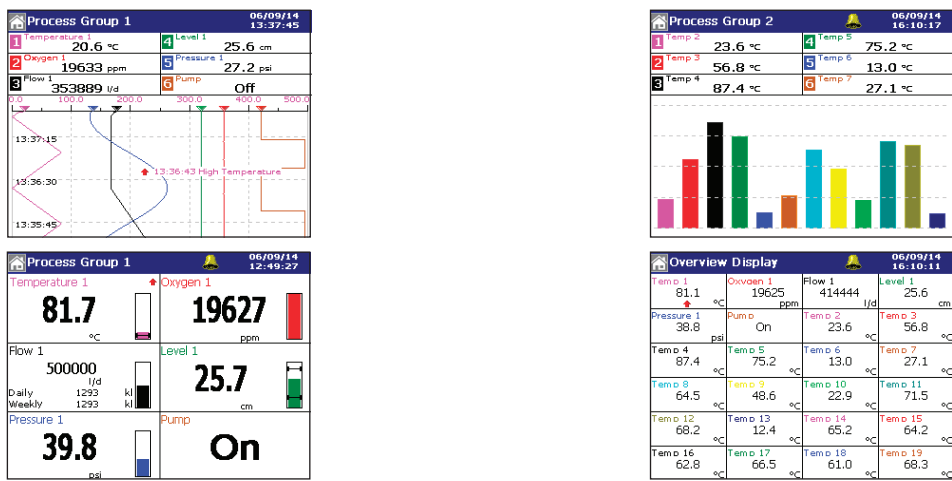 Process Group 1 06/09/14 13:37:45
1 Temperature 1 20.6 °C 4 Level 1 25.6 cm
2 Oxygen 1 19633 ppm 5 Pressure 1 27.2 psi
3 Flow 1 353889 l/d 6 Pump Off
0.0 100.0 200.0 300.0 400.0 500.0
13:37:15
13:36:43 High Temperature
13:36:30
13:35:45
Process Group 2 06/09/14 16:10:17
1 Temp 2 23.6 °C 4 Temp 5 75.2 °C
2 Temp 3 56.8 °C 5 Temp 6 13.0 °C
3 Temp 4 87.4 °C 6 Temp 7 27.1 °C
Process Group 1 06/09/14 12:49:27
Temperature 1 Oxygen 1
81.7 °C 19627 ppm
Flow 1 Level 1
500000 l/d 25.7 cm
Daily 1293 kl
Weekly 1293 kl
Pressure 1 Pump
39.8 psi On
Overview Display 06/09/14 16:10:11
Temp 1 Oxygen 1 Flow 1 Level 1
81.1 °C 19625 ppm 414444 l/d 25.6 cm
Pressure 1 Pump Temp 2 Temp 3
38.8 psi On 23.6 °C 56.8 °C
Temp 4 Temp 5 Temp 6 Temp 7
87.4 °C 75.2 °C 13.0 °C 27.1 °C
Temp 8 Temp 9 Temp 10 Temp 11
64.5 °C 48.6 °C 22.9 °C 71.5 °C
Temp 12 Temp 13 Temp 14 Temp 15
68.2 °C 12.4 °C 65.2 °C 64.2 °C
Temp 16 Temp 17 Temp 18 Temp 19
62.8 °C 66.5 °C 61.0 °C 68.3 °C